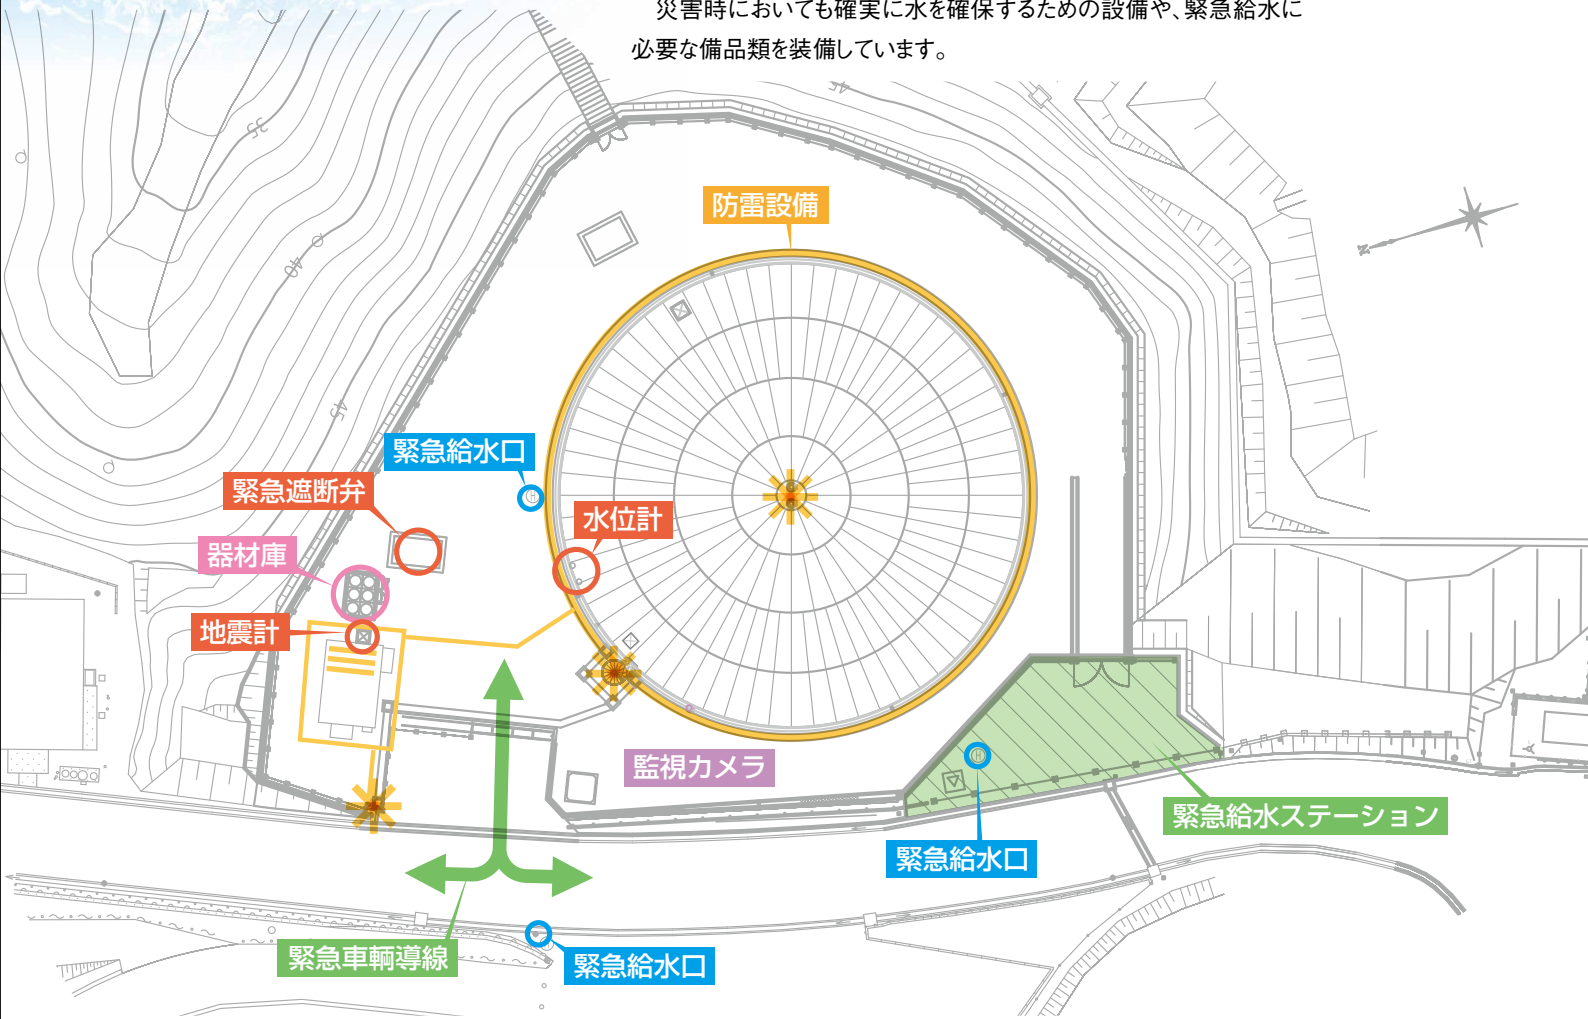 災害時においても確実に水を確保するための設備や、緊急給水に
必要な備品類を装備しています。
45
35
防雷設備
N
40
45
緊急給水口
緊急遮断弁
水位計
器材庫
地震計
監視カメラ
緊急給水ステーション
緊急給水口
緊急車輌導線
緊急給水口
H
H
A